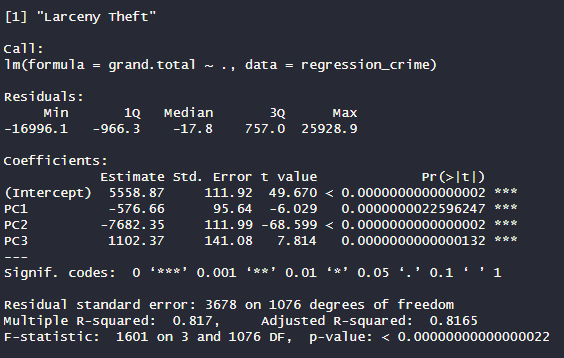 [1] "Larceny Theft"
Call:
lm(formula = grand.total ~ ., data = regression_crime)
Residuals:
Min 1Q Median 3Q Max
-16996.1 -966.3 -17.8 757.0 25928.9
Coefficients:
Estimate Std. Error t value Pr(>|t|)
(Intercept) 5558.87 111.92 49.670 < 0.0000000000000002 ***
PC1 -576.66 95.64 -6.029 0.0000000022596247 ***
PC2 -7682.35 111.99 -68.599 < 0.0000000000000002 ***
PC3 1102.37 141.08 7.814 0.0000000000000132 ***
---
Signif. codes: 0 ‘***’ 0.001 ‘**’ 0.01 ‘*’ 0.05 ‘.’ 0.1 ‘ ’ 1
Residual standard error: 3678 on 1076 degrees of freedom
Multiple R-squared: 0.817, Adjusted R-squared: 0.8165
F-statistic: 1601 on 3 and 1076 DF, p-value: < 0.00000000000000022